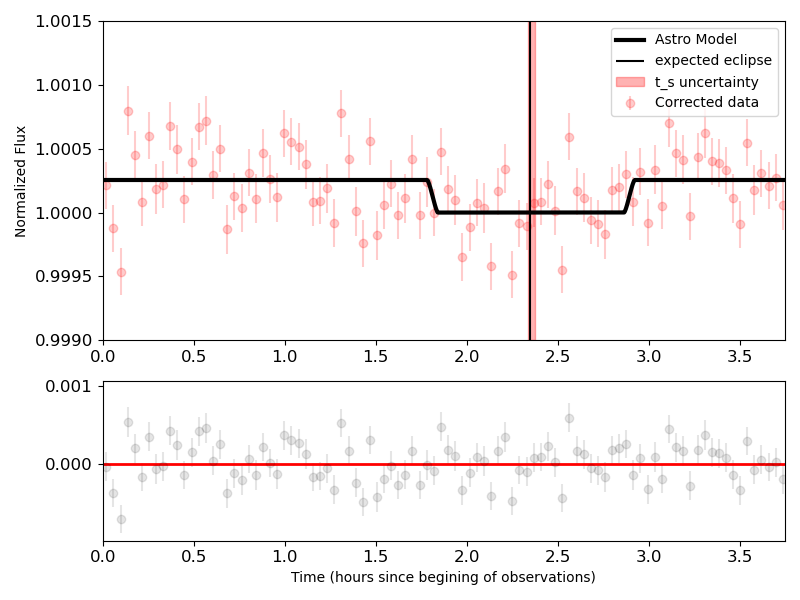 1.0015
1.0010
1.0005
1.0000
0.9995
0.9990
Normalized Flux
Astro Model
expected eclipse
t_s uncertainty
Corrected data
0.0 0.5 1.0 1.5 2.0 2.5 3.0 3.5
0.001
0.000
0.0 0.5 1.0 1.5 2.0 2.5 3.0 3.5
Time (hours since begining of observations)